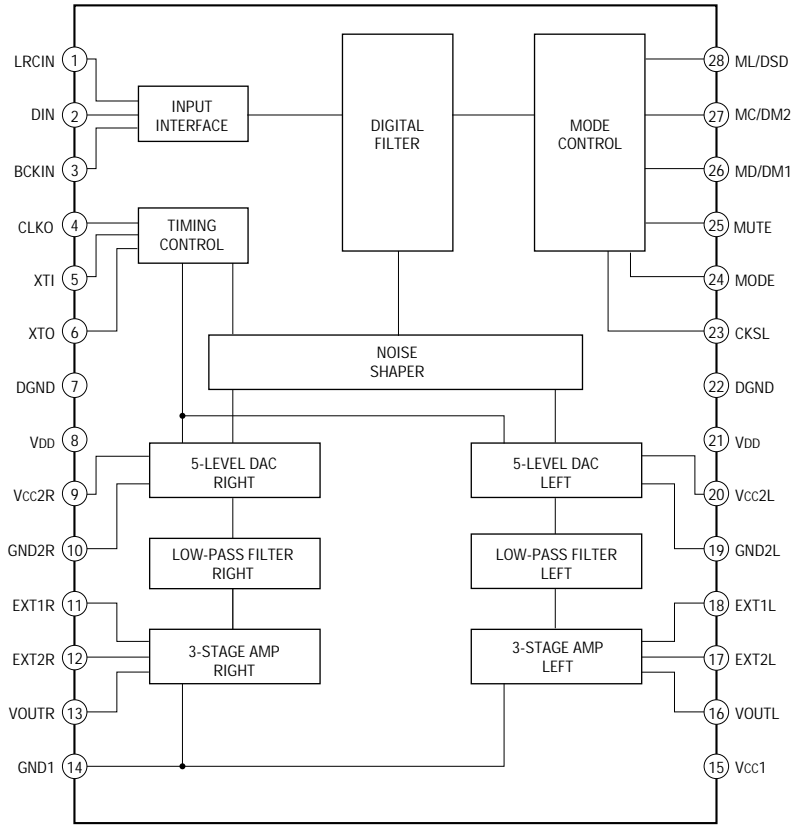 LRCIN 1
DIN 2
BCKIN 3
CLKO 4
XTI 5
XTO 6
DGND 7
VDD 8
VCC2R 9
GND2R 10
EXT1R 11
EXT2R 12
VOUTR 13
GND1 14
INPUT
INTERFACE
TIMING
CONTROL
DIGITAL
FILTER
MODE
CONTROL
NOISE
SHAPER
5-LEVEL DAC
RIGHT
5-LEVEL DAC
LEFT
LOW-PASS FILTER
RIGHT
LOW-PASS FILTER
LEFT
3-STAGE AMP
RIGHT
3-STAGE AMP
LEFT
28 ML/DSD
27 MC/DM2
26 MD/DM1
25 MUTE
24 MODE
23 CKSL
22 DGND
21 VDD
20 VCC2L
19 GND2L
18 EXT1L
17 EXT2L
16 VOUTL
15 VCC1